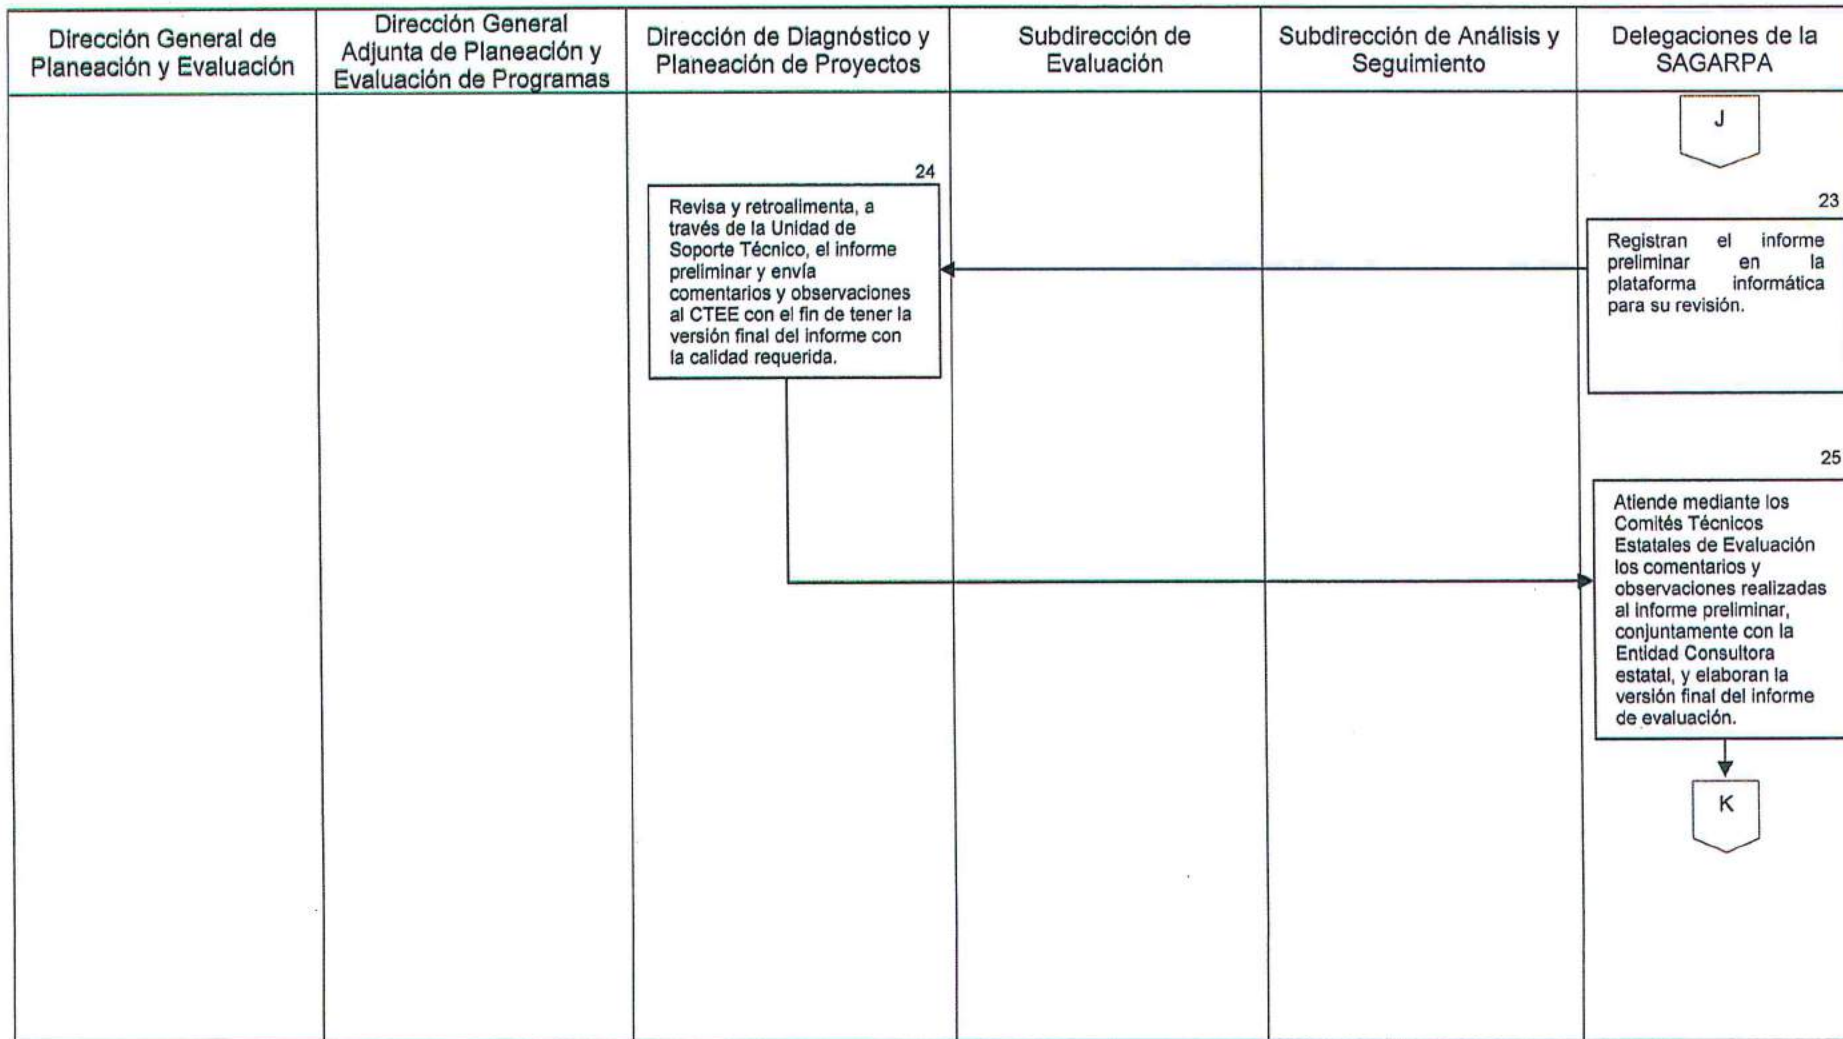 Dirección General de
Planeación y Evaluación
Dirección General
Adjunta de Planeación y
Evaluación de Programas
Dirección de Diagnóstico y
Planeación de Proyectos
Subdirección de
Evaluación
Subdirección de Análisis y
Seguimiento
Delegaciones de la
SAGARPA
J
23
Registran el informe
preliminar en la
plataforma informática
para su revisión.
24
Revisa y retroalimenta, a
través de la Unidad de
Soporte Técnico, el informe
preliminar y envía
comentarios y observaciones
al CTEE con el fin de tener la
versión final del informe con
la calidad requerida.
25
Atiende mediante los
Comités Técnicos
Estatales de Evaluación
los comentarios y
observaciones realizadas
al informe preliminar,
conjuntamente con la
Entidad Consultora
estatal, y elaboran la
versión final del informe
de evaluación.
K